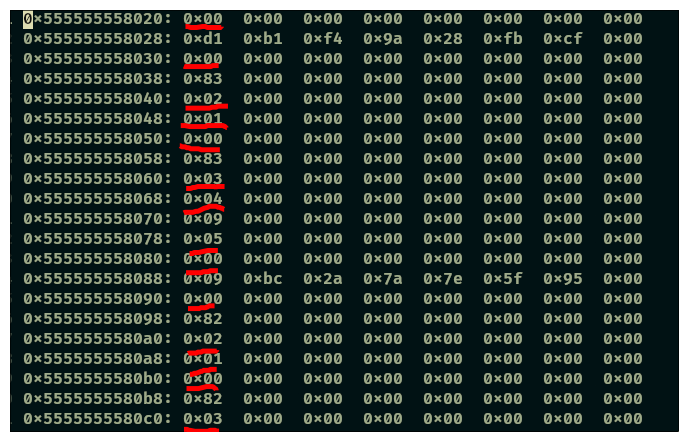 0x555555558020: 0x00 0x00 0x00 0x00 0x00 0x00 0x00 0x00
0x555555558028: 0xd1 0xb1 0xf4 0x9a 0x28 0xfb 0xcf 0x00
0x555555558030: 0x00 0x00 0x00 0x00 0x00 0x00 0x00 0x00
0x555555558038: 0x83 0x00 0x00 0x00 0x00 0x00 0x00 0x00
0x555555558040: 0x02 0x00 0x00 0x00 0x00 0x00 0x00 0x00
0x555555558048: 0x01 0x00 0x00 0x00 0x00 0x00 0x00 0x00
0x555555558050: 0x00 0x00 0x00 0x00 0x00 0x00 0x00 0x00
0x555555558058: 0x83 0x00 0x00 0x00 0x00 0x00 0x00 0x00
0x555555558060: 0x03 0x00 0x00 0x00 0x00 0x00 0x00 0x00
0x555555558068: 0x04 0x00 0x00 0x00 0x00 0x00 0x00 0x00
0x555555558070: 0x09 0x00 0x00 0x00 0x00 0x00 0x00 0x00
0x555555558078: 0x05 0x00 0x00 0x00 0x00 0x00 0x00 0x00
0x555555558080: 0x00 0x00 0x00 0x00 0x00 0x00 0x00 0x00
0x555555558088: 0x09 0xbc 0x2a 0x7a 0x7e 0x5f 0x95 0x00
0x555555558090: 0x00 0x00 0x00 0x00 0x00 0x00 0x00 0x00
0x555555558098: 0x82 0x00 0x00 0x00 0x00 0x00 0x00 0x00
0x5555555580a0: 0x02 0x00 0x00 0x00 0x00 0x00 0x00 0x00
0x5555555580a8: 0x01 0x00 0x00 0x00 0x00 0x00 0x00 0x00
0x5555555580b0: 0x00 0x00 0x00 0x00 0x00 0x00 0x00 0x00
0x5555555580b8: 0x82 0x00 0x00 0x00 0x00 0x00 0x00 0x00
0x5555555580c0: 0x03 0x00 0x00 0x00 0x00 0x00 0x00 0x00